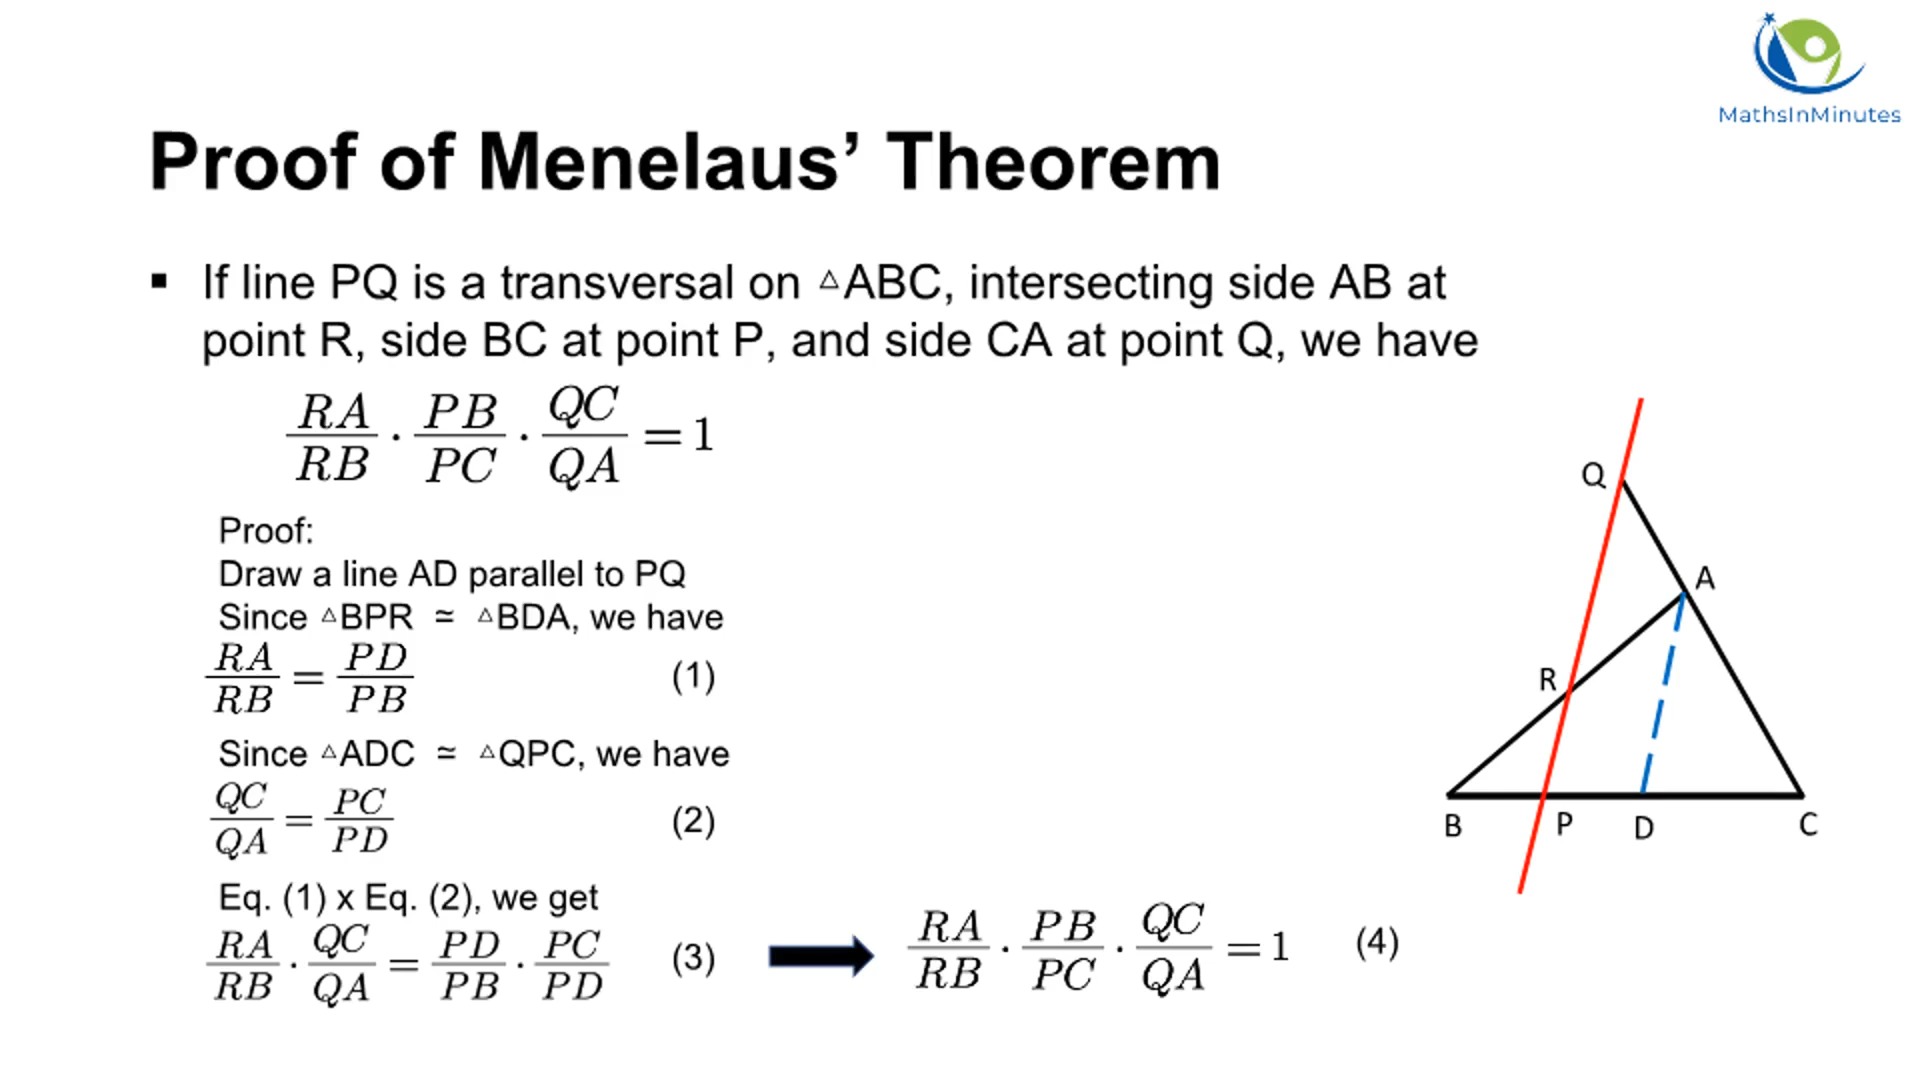 MathsInMinutes
Proof of Menelaus’ Theorem
▪ If line PQ is a transversal on △ABC, intersecting side AB at
point R, side BC at point P, and side CA at point Q, we have
RA/RB · PB/PC · QC/QA = 1
Proof:
Draw a line AD parallel to PQ
Since △BPR ≃ △BDA, we have
RA/RB = PD/PB (1)
Since △ADC ≃ △QPC, we have
QC/QA = PC/PD (2)
Eq. (1) x Eq. (2), we get
RA/RB · QC/QA = PD/PB · PC/PD (3)
RA/RB · PB/PC · QC/QA = 1 (4)
Q
A
R
B
P
D
C